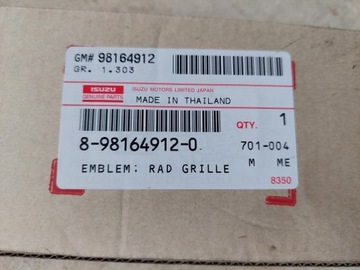 GM# 98164912
GR. 1.303
ISUZU
GENUINE PARTS
ISUZU MOTORS LIMITED JAPAN
MADE IN THAILAND
QTY. 1
8-98164912-0 701-004
M ME
EMBLEM: RAD GRILLE
8350